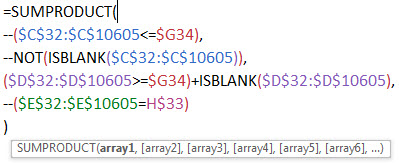 =SUMPRODUCT(
--($C$32:$C$10605<=$G34),
--NOT(ISBLANK($C$32:$C$10605)),
($D$32:$D$10605>=$G34)+ISBLANK($D$32:$D$10605),
--($E$32:$E$10605=H$33)
)
SUMPRODUCT(array1, [array2], [array3], [array4], [array5], [array6], ...)